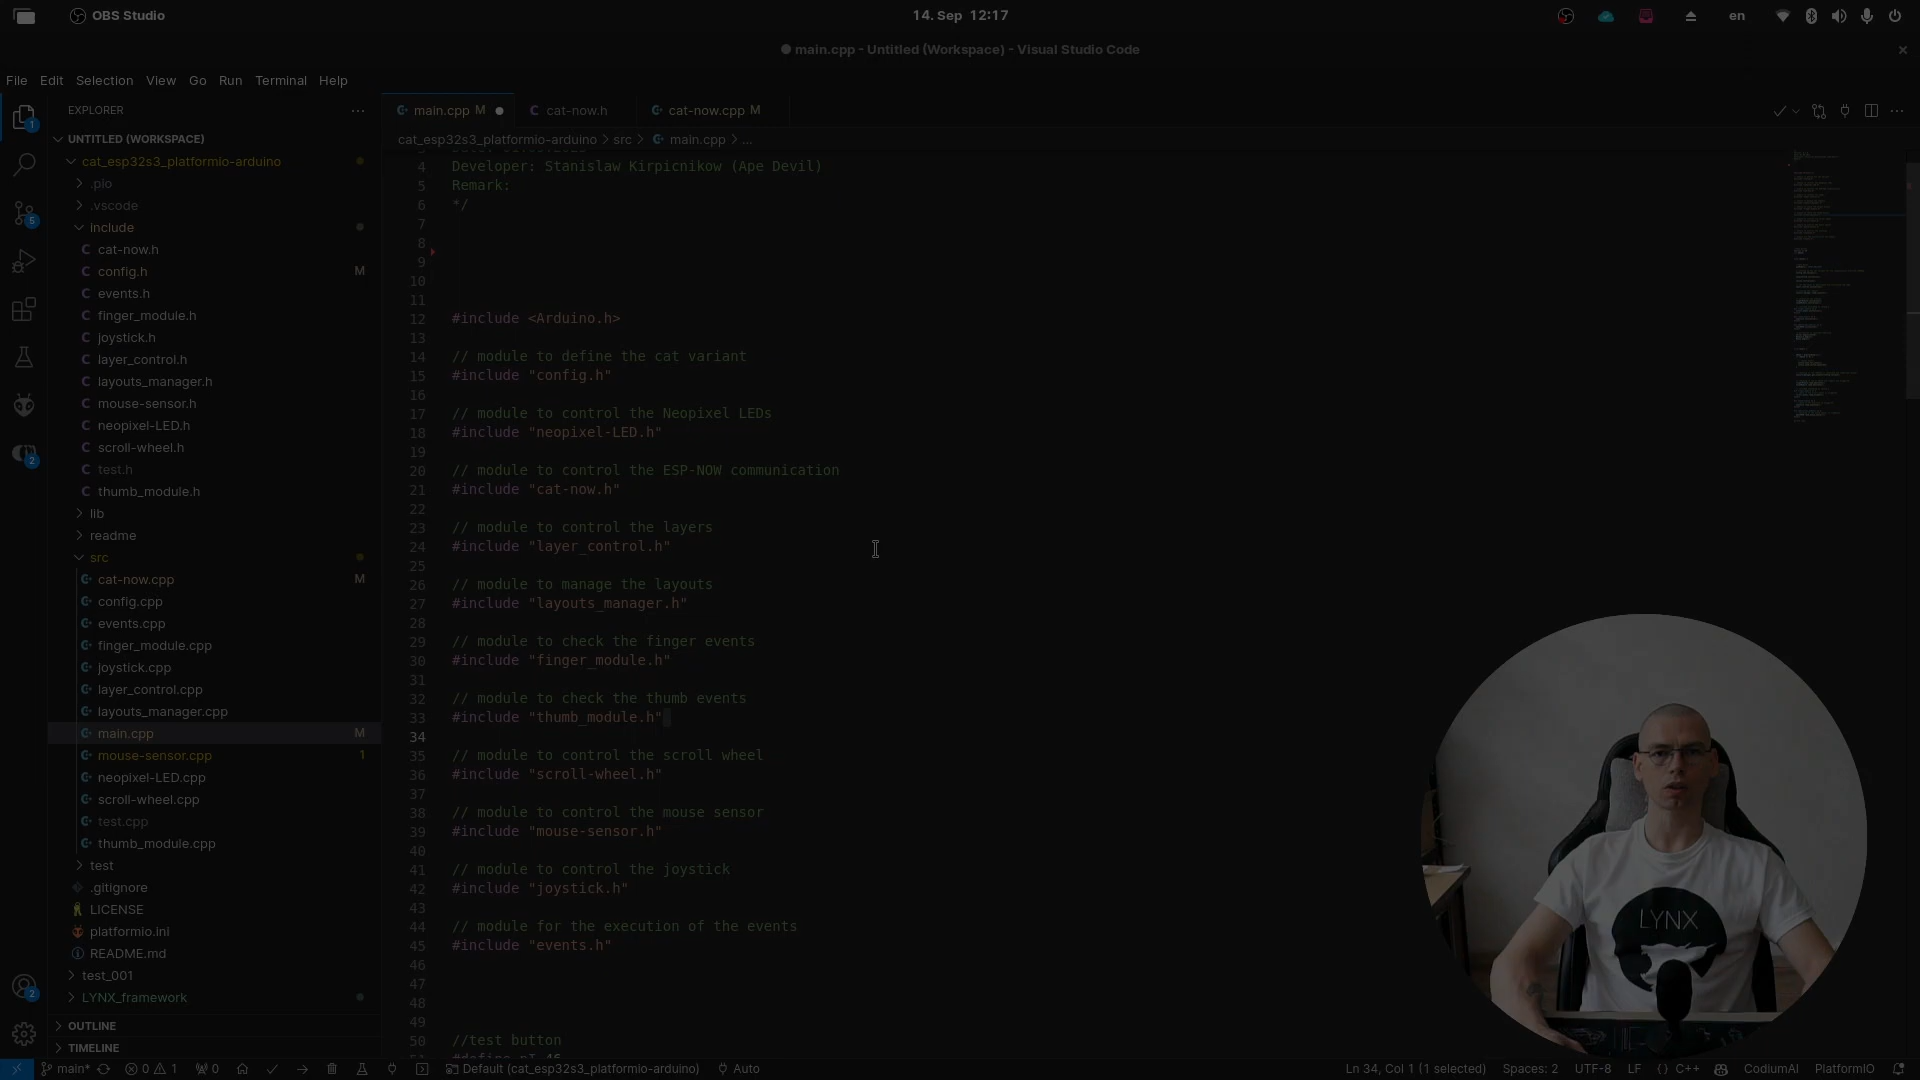 OBS Studio
14. Sep 12:17
en
main.cpp - Untitled (Workspace) - Visual Studio Code
File Edit Selection View Go Run Terminal Help
EXPLORER
main.cpp M
cat-now.h
cat-now.cpp M
1
UNTITLED (WORKSPACE)
cat_esp32s3_platformio-arduino > src > main.cpp > ...
cat_esp32s3_platformio-arduino
.pio
.vscode
5
include
cat-now.h
config.h M
events.h
finger_module.h
joystick.h
layer_control.h
layouts_manager.h
mouse-sensor.h
neopixel-LED.h
scroll-wheel.h
2
test.h
thumb_module.h
lib
readme
src
cat-now.cpp M
config.cpp
events.cpp
finger_module.cpp
joystick.cpp
layer_control.cpp
layouts_manager.cpp
main.cpp M
mouse-sensor.cpp 1
neopixel-LED.cpp
scroll-wheel.cpp
test.cpp
thumb_module.cpp
test
.gitignore
LICENSE
platformio.ini
README.md
test_001
2
LYNX_framework
OUTLINE
TIMELINE
4 Developer: Stanislaw Kirpicnikow (Ape Devil)
5 Remark:
6 */
7
8
9
10
11
12 #include <Arduino.h>
13
14 // module to define the cat variant
15 #include "config.h"
16
17 // module to control the Neopixel LEDs
18 #include "neopixel-LED.h"
19
20 // module to control the ESP-NOW communication
21 #include "cat-now.h"
22
23 // module to control the layers
24 #include "layer_control.h"
25
26 // module to manage the layouts
27 #include "layouts_manager.h"
28
29 // module to check the finger events
30 #include "finger_module.h"
31
32 // module to check the thumb events
33 #include "thumb_module.h"
34
35 // module to control the scroll wheel
36 #include "scroll-wheel.h"
37
38 // module to control the mouse sensor
39 #include "mouse-sensor.h"
40
41 // module to control the joystick
42 #include "joystick.h"
43
44 // module for the execution of the events
45 #include "events.h"
46
47
48
49
50 //test button
LYNX
main* 0 1 0 Default (cat_esp32s3_platformio-arduino) Auto Ln 34, Col 1 (1 selected) Spaces: 2 UTF-8 LF {} C++ CodiumAI PlatformIO